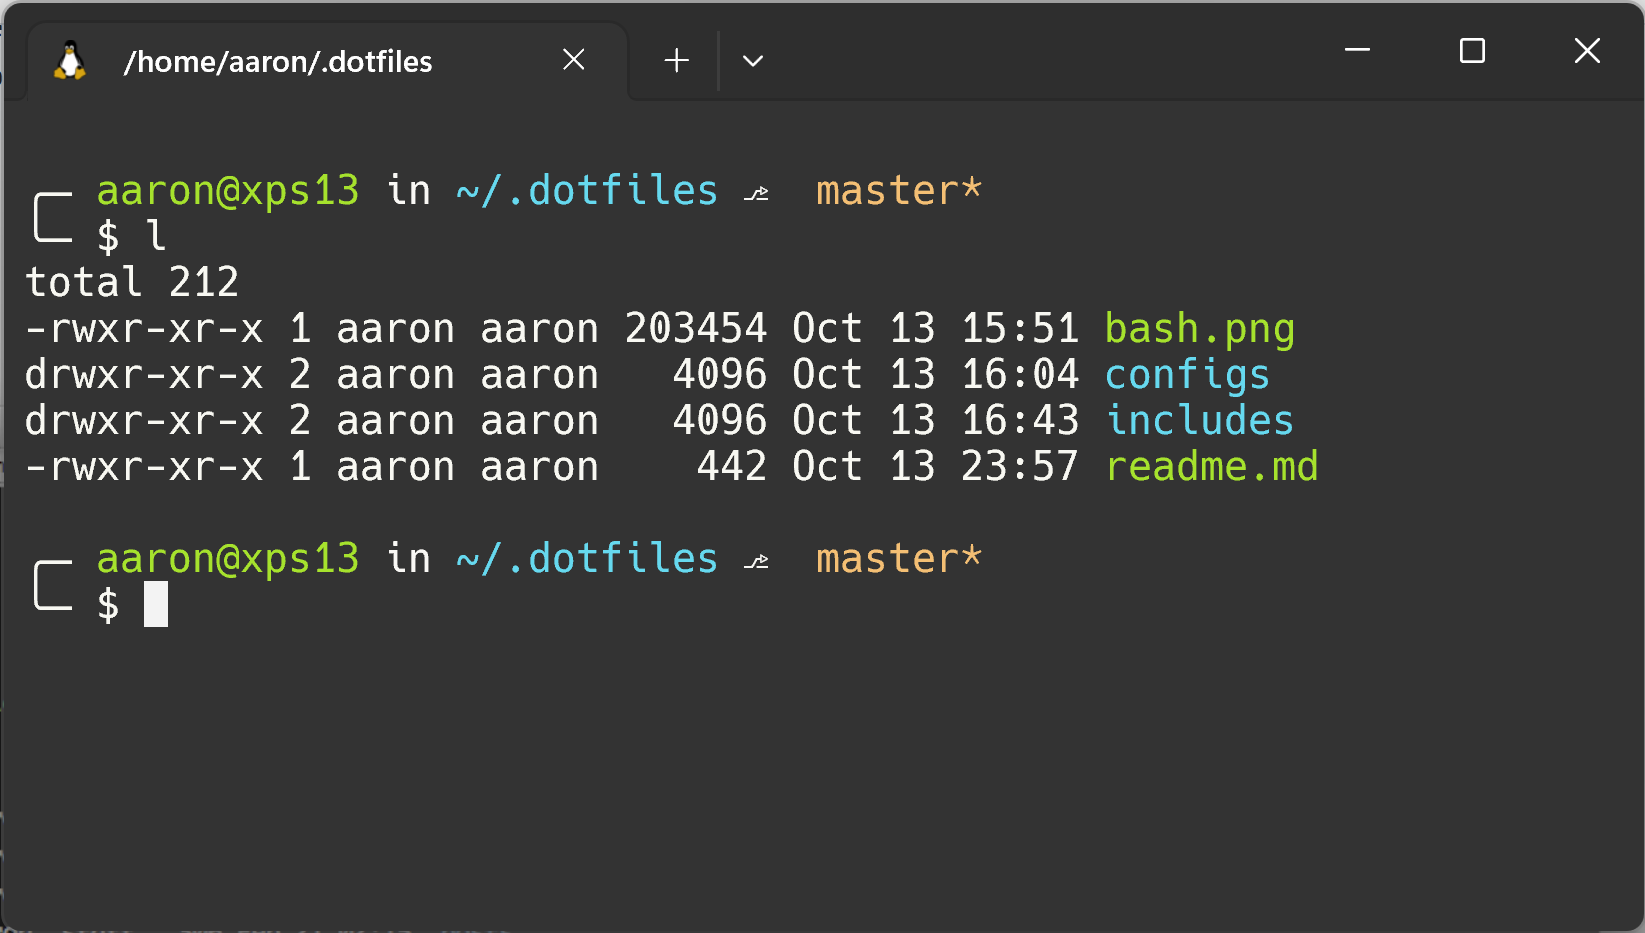 /home/aaron/.dotfiles
aaron@xps13 in ~/.dotfiles ⎇ master*
$ l
total 212
-rwxr-xr-x 1 aaron aaron 203454 Oct 13 15:51 bash.png
drwxr-xr-x 2 aaron aaron   4096 Oct 13 16:04 configs
drwxr-xr-x 2 aaron aaron   4096 Oct 13 16:43 includes
-rwxr-xr-x 1 aaron aaron    442 Oct 13 23:57 readme.md
aaron@xps13 in ~/.dotfiles ⎇ master*
$